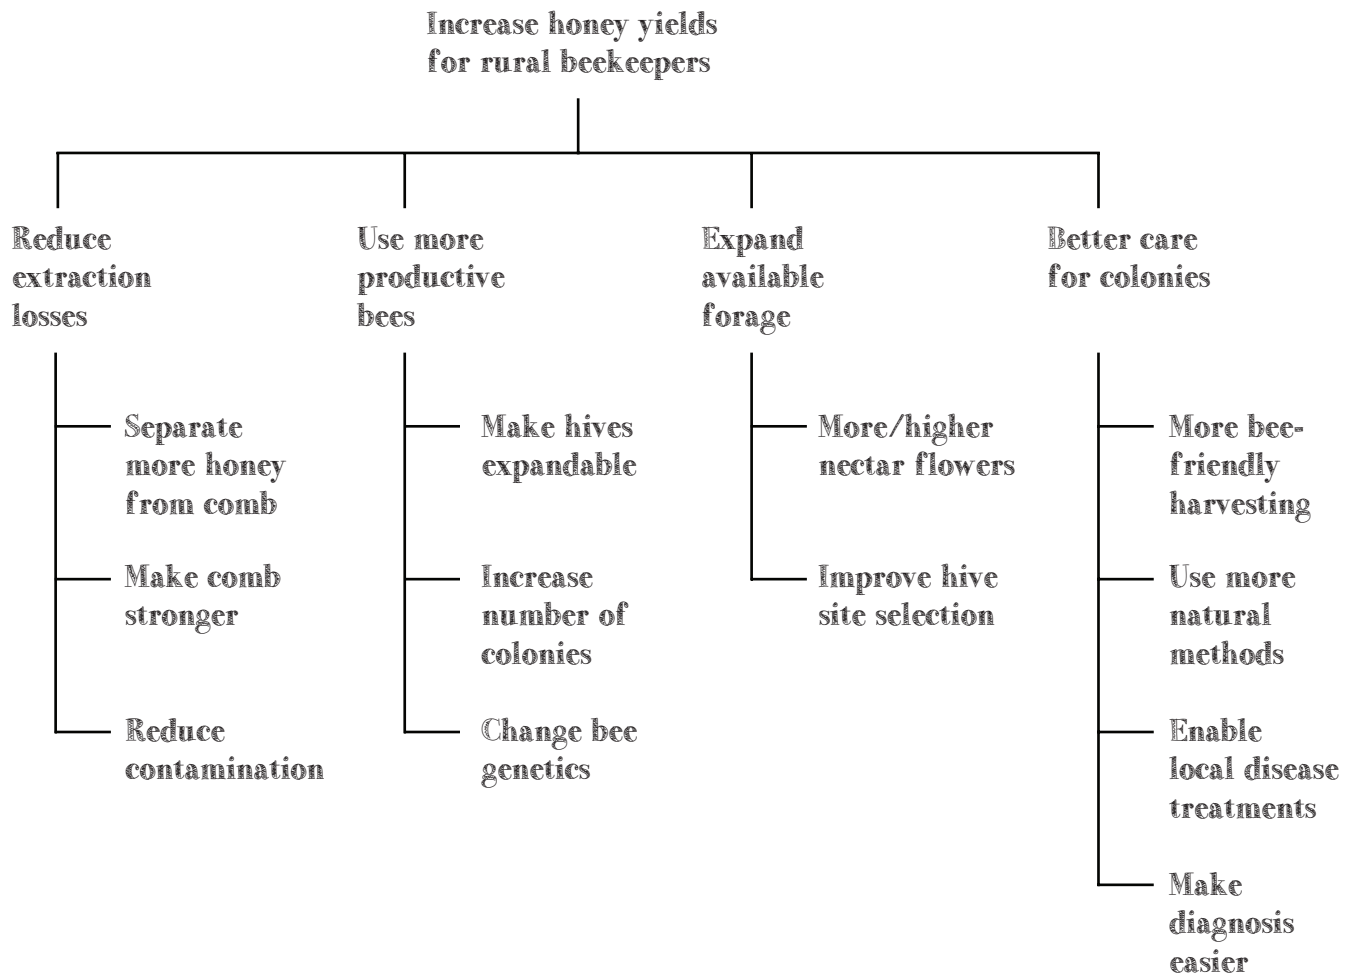 Increase honey yields
for rural beekeepers
Reduce
extraction
losses
Separate
more honey
from comb
Make comb
stronger
Reduce
contamination
Use more
productive
bees
Make hives
expandable
Increase
number of
colonies
Change bee
genetics
Expand
available
forage
More/higher
nectar flowers
Improve hive
site selection
Better care
for colonies
More bee-
friendly
harvesting
Use more
natural
methods
Enable
local disease
treatments
Make
diagnosis
easier